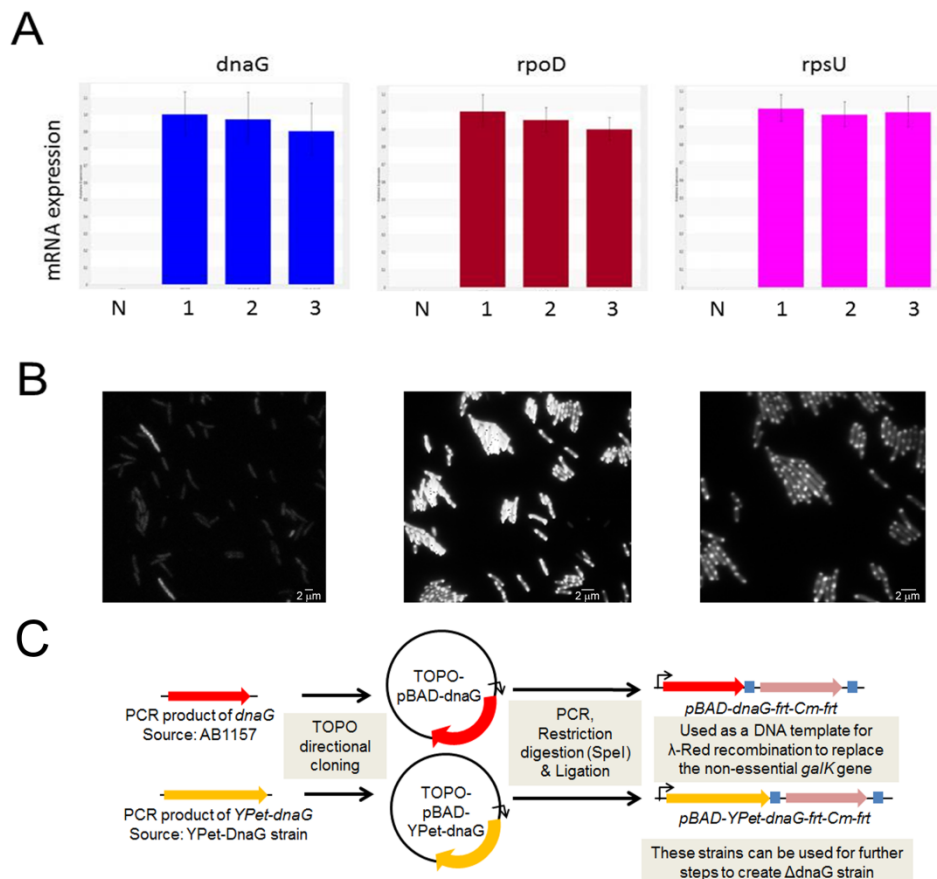 A
dnaG
rpoD
rpsU
mRNA expression
N 1 2 3
N 1 2 3
N 1 2 3
B
2 μm
2 μm
2 μm
C
PCR product of dnaG
Source: AB1157
TOPO
directional
cloning
TOPO-
pBAD-dnaG
PCR,
Restriction
digestion (SpeI)
& Ligation
pBAD-dnaG-frt-Cm-frt
Used as a DNA template for
λ-Red recombination to replace
the non-essential galK gene
PCR product of YPet-dnaG
Source: YPet-DnaG strain
TOPO-
pBAD-
YPet-dnaG
pBAD-YPet-dnaG-frt-Cm-frt
These strains can be used for further
steps to create ΔdnaG strain